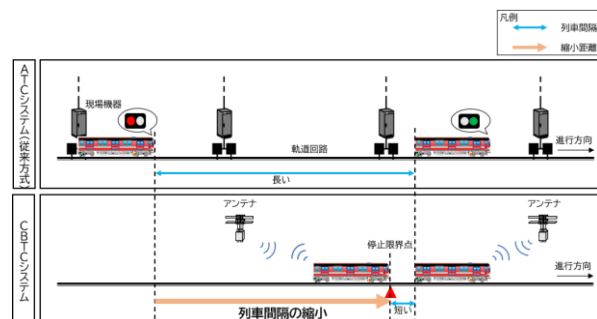 凡例
列車間隔
縮小距離
ATCシステム(従来方式)
現場機器
軌道回路
進行方向
長い
CBTCシステム
アンテナ
アンテナ
停止限界点
進行方向
短い
列車間隔の縮小